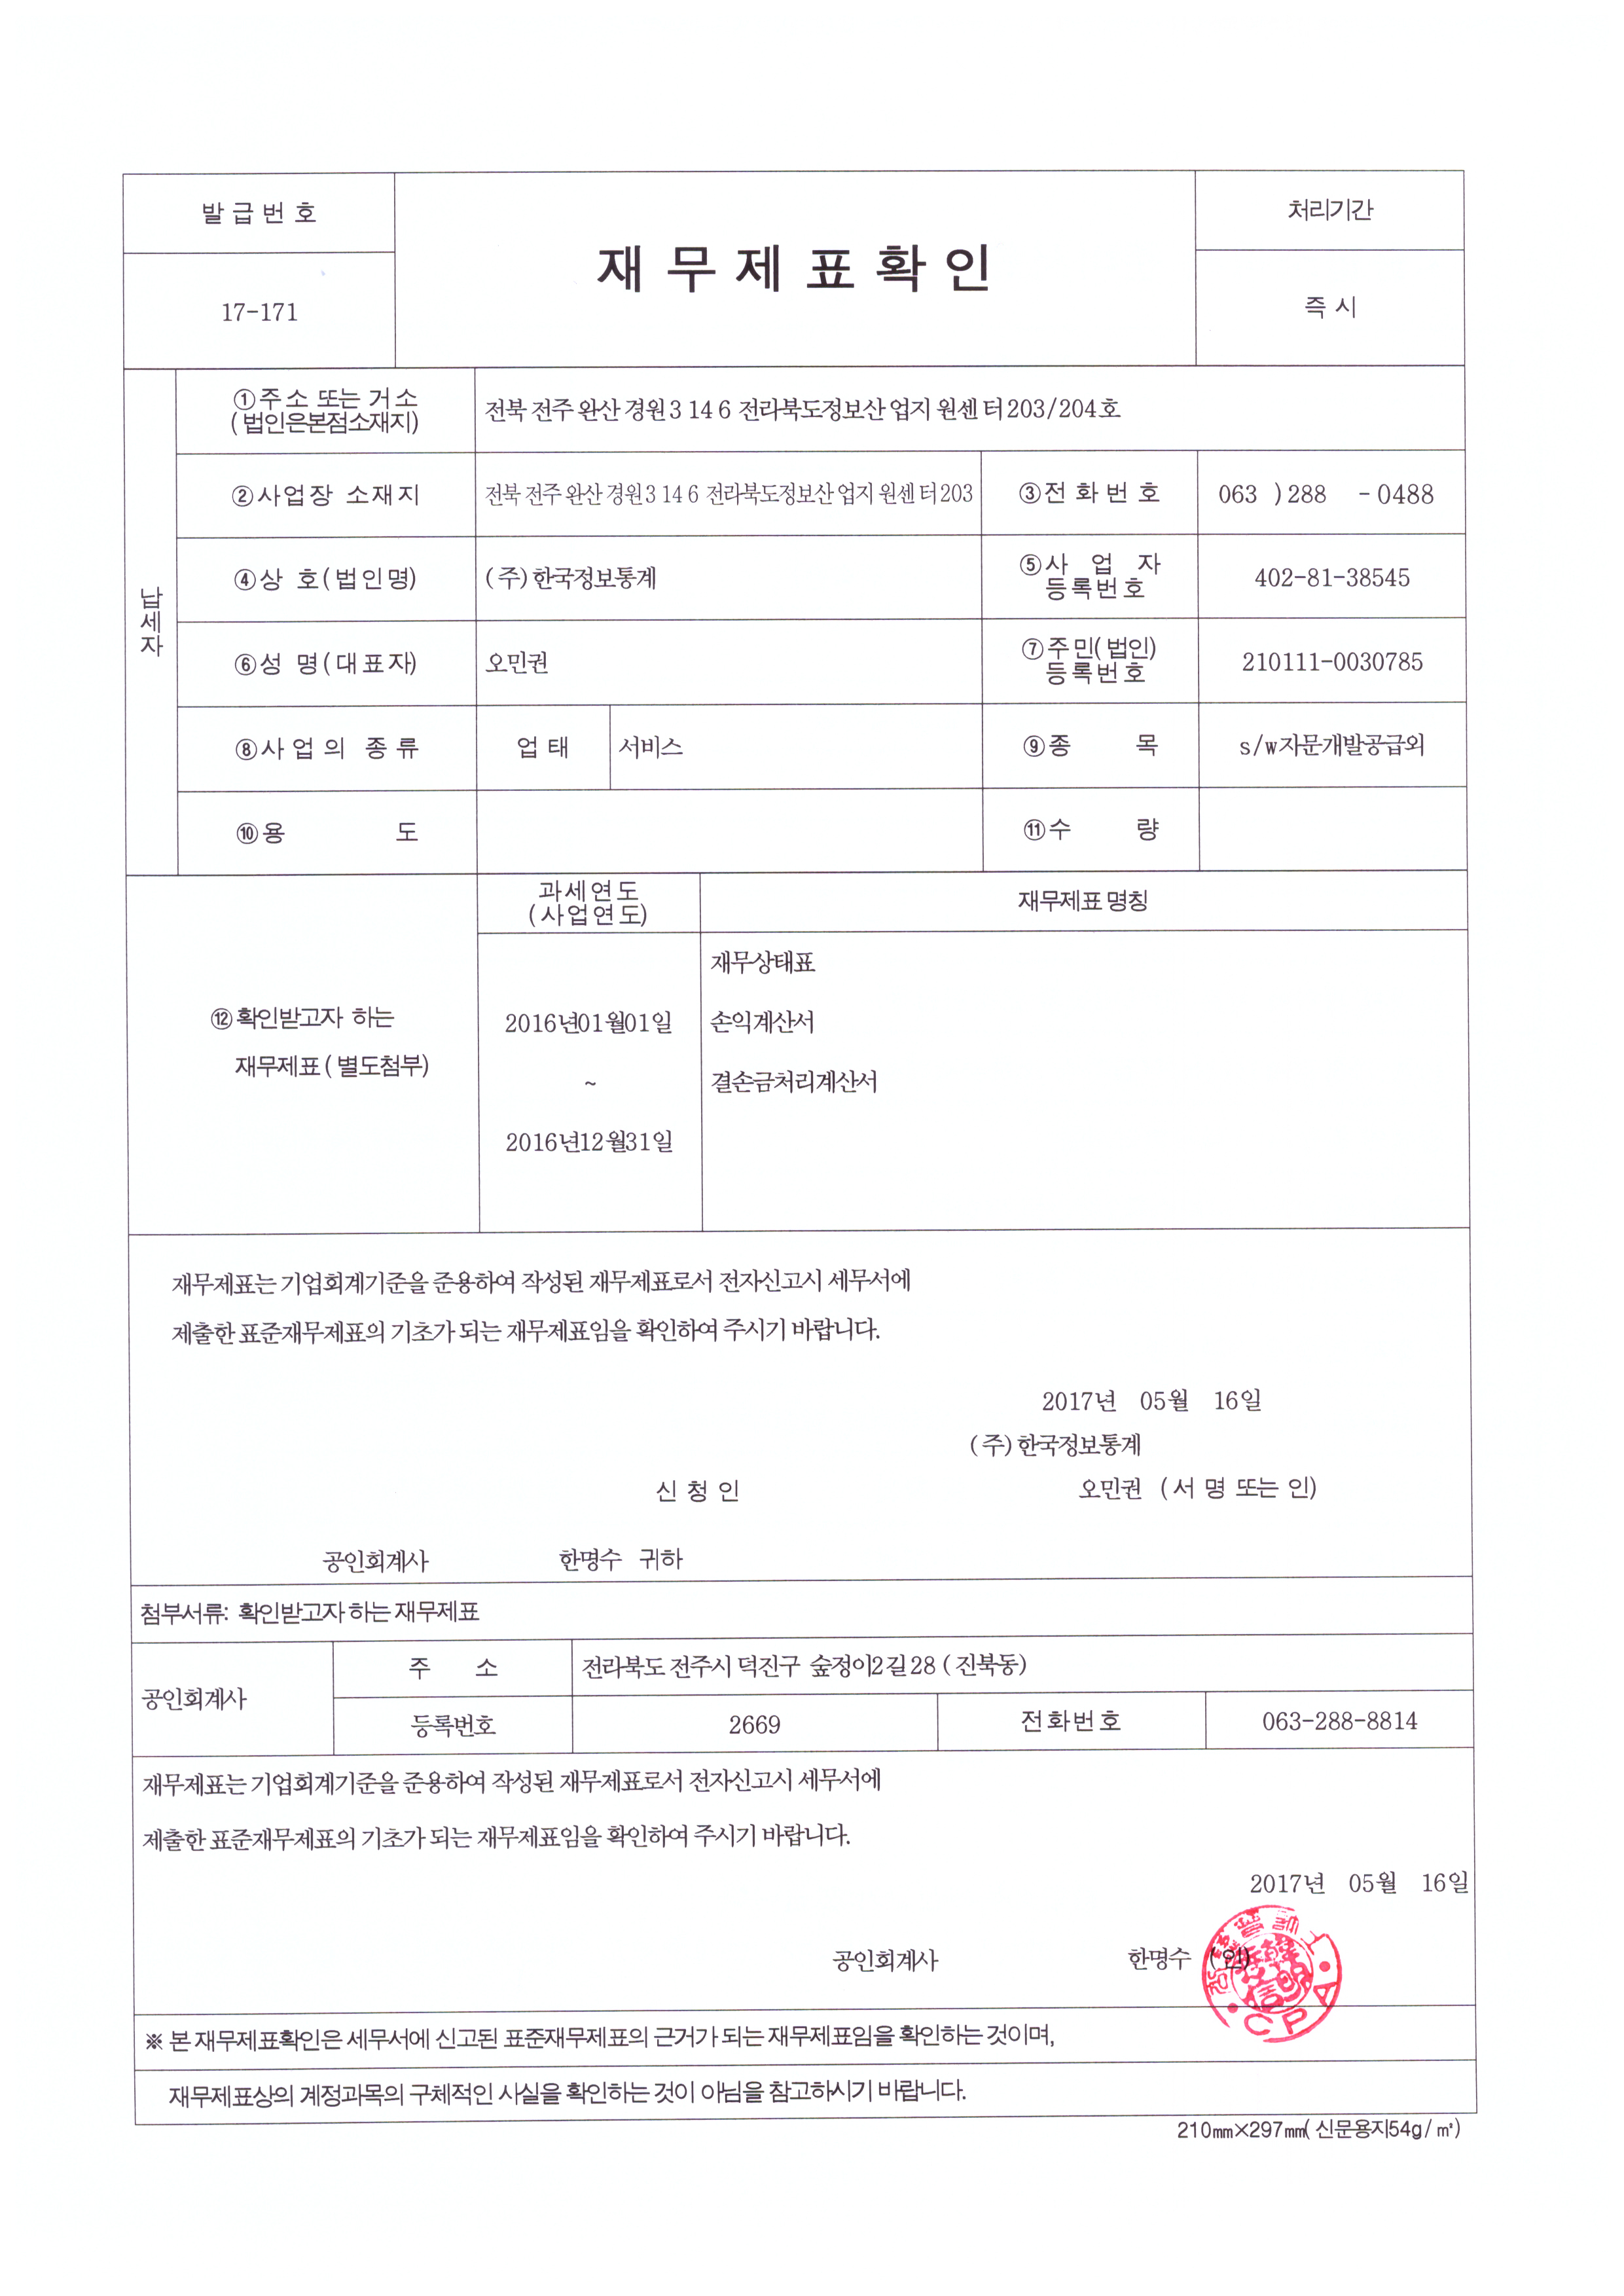 발급번호
재무제표확인
처리기간
17-171
즉시
납세자
①주소 또는 거소
(법인은본점소재지)
전북 전주 완산 경원3 14 6 전라북도정보산업지원센터203/204호
②사업장 소재지
전북 전주 완산 경원3 14 6 전라북도정보산업지원센터203
③전화번호
063 )288 -0488
④상 호(법인명)
(주)한국정보통계
⑤사 업 자
등록번호
402-81-38545
⑥성 명(대표자)
오민권
⑦주민(법인)
등록번호
210111-0030785
⑧사업의 종류
업태
서비스
⑨종 목
s/w자문개발공급외
⑩용 도
⑪수 량
⑫확인받고자 하는
재무제표(별도첨부)
과세연도
(사업연도)
재무제표 명칭
2016년01월01일
~
2016년12월31일
재무상태표
손익계산서
결손금처리계산서
재무제표는 기업회계기준을 준용하여 작성된 재무제표로서 전자신고시 세무서에
제출한 표준재무제표의 기초가 되는 재무제표임을 확인하여 주시기 바랍니다.
2017년 05월 16일
(주)한국정보통계
신청인
오민권 (서명 또는 인)
공인회계사 한명수 귀하
첨부서류: 확인받고자 하는 재무제표
공인회계사
주 소
전라북도 전주시 덕진구 숲정이2길 28 (진북동)
등록번호
2669
전화번호
063-288-8814
재무제표는 기업회계기준을 준용하여 작성된 재무제표로서 전자신고시 세무서에
제출한 표준재무제표의 기초가 되는 재무제표임을 확인하여 주시기 바랍니다.
2017년 05월 16일
공인회계사 한명수 (인)
CPA
※ 본 재무제표확인은 세무서에 신고된 표준재무제표의 근거가 되는 재무제표임을 확인하는 것이며,
재무제표상의 계정과목의 구체적인 사실을 확인하는 것이 아님을 참고하시기 바랍니다.
210㎜×297㎜(신문용지54g/㎡)